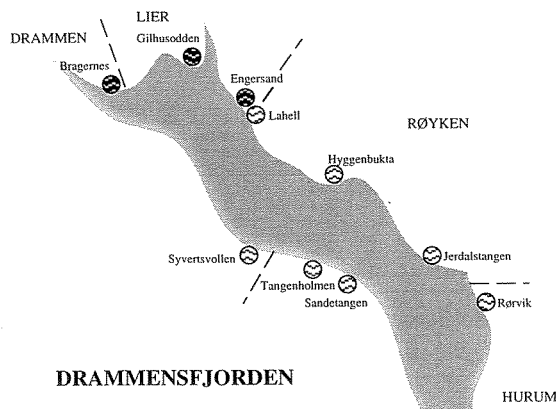 LIER
DRAMMEN
Gilhusodden
Bragernes
Engersand
Lahell
RØYKEN
Hyggenbukta
Syvertsvollen
Jerdalstangen
Tangenholmen
Sandetangen
Rørvik
DRAMMENSFJORDEN
HURUM